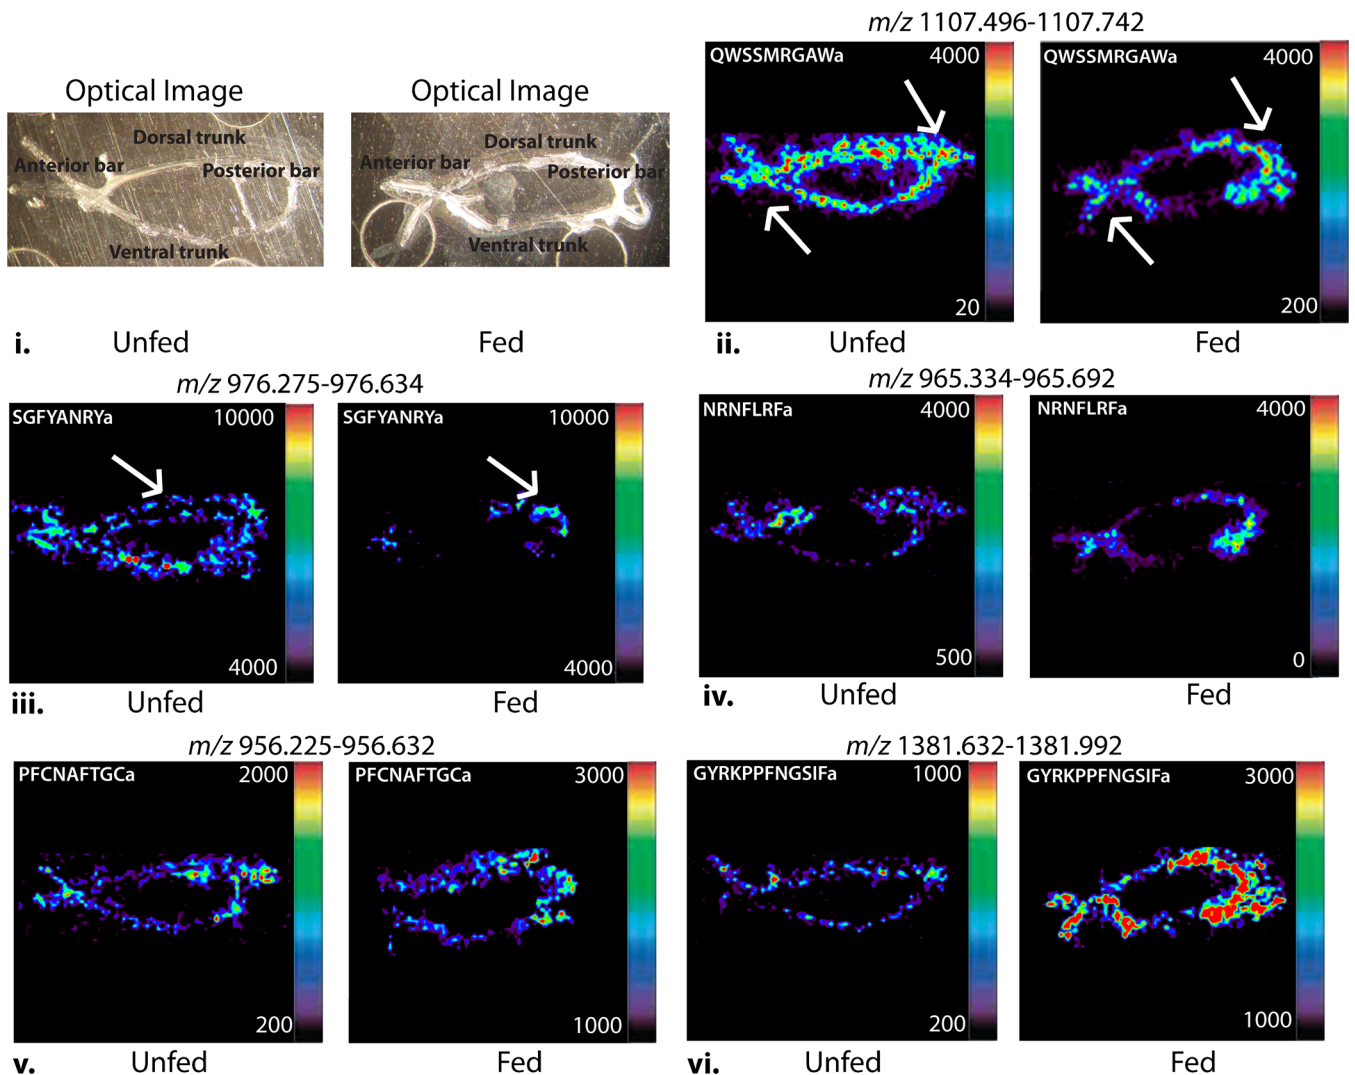 m/z 1107.496-1107.742
Optical Image
Optical Image
Dorsal trunk
Anterior bar
Posterior bar
Ventral trunk
Dorsal trunk
Anterior bar
Posterior bar
Ventral trunk
QWSSMRGAWa
4000
20
QWSSMRGAWa
4000
200
i.
Unfed
Fed
ii.
Unfed
Fed
m/z 976.275-976.634
m/z 965.334-965.692
SGFYANRYa
10000
4000
SGFYANRYa
10000
4000
NRNFLRFa
4000
500
NRNFLRFa
4000
0
iii.
Unfed
Fed
iv.
Unfed
Fed
m/z 956.225-956.632
m/z 1381.632-1381.992
PFCNAFTGCa
2000
200
PFCNAFTGCa
3000
1000
GYRKPPFNGSIFa
1000
200
GYRKPPFNGSIFa
3000
1000
v.
Unfed
Fed
vi.
Unfed
Fed